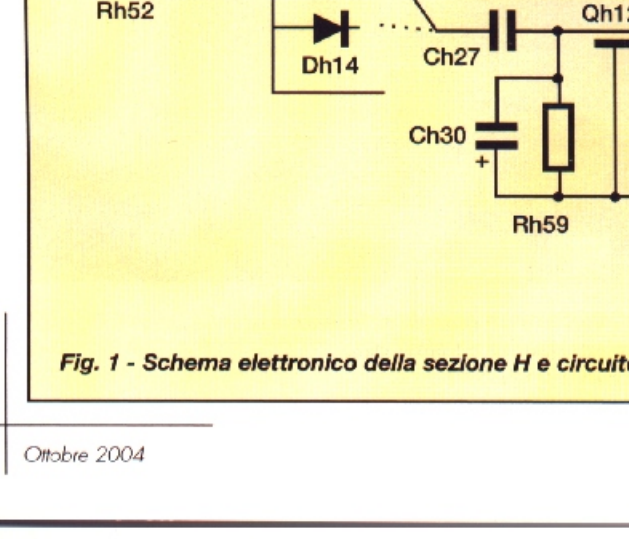 Rh52
Qh1
Dh14
Ch27
Ch30
+
Rh59
Fig. 1 - Schema elettronico della sezione H e circuit
Ottobre 2004